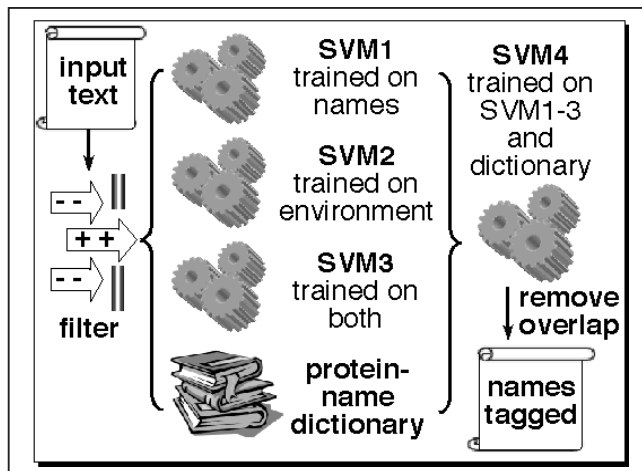 input
text
- -
+ +
- -
filter
SVM1
trained on
names
SVM2
trained on
environment
SVM3
trained on
both
protein-
name
dictionary
SVM4
trained on
SVM1-3
and
dictionary
remove
overlap
names
tagged